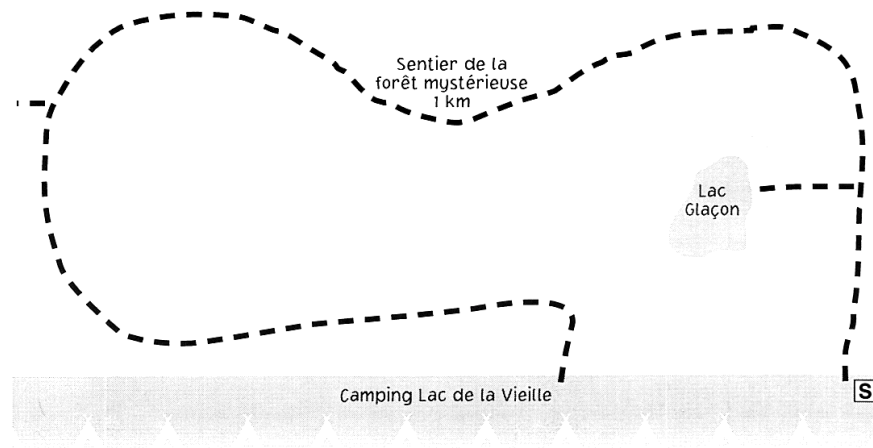 Sentier de la
forêt mystérieuse
1 km
Lac
Glaçon
Camping Lac de la Vieille
S